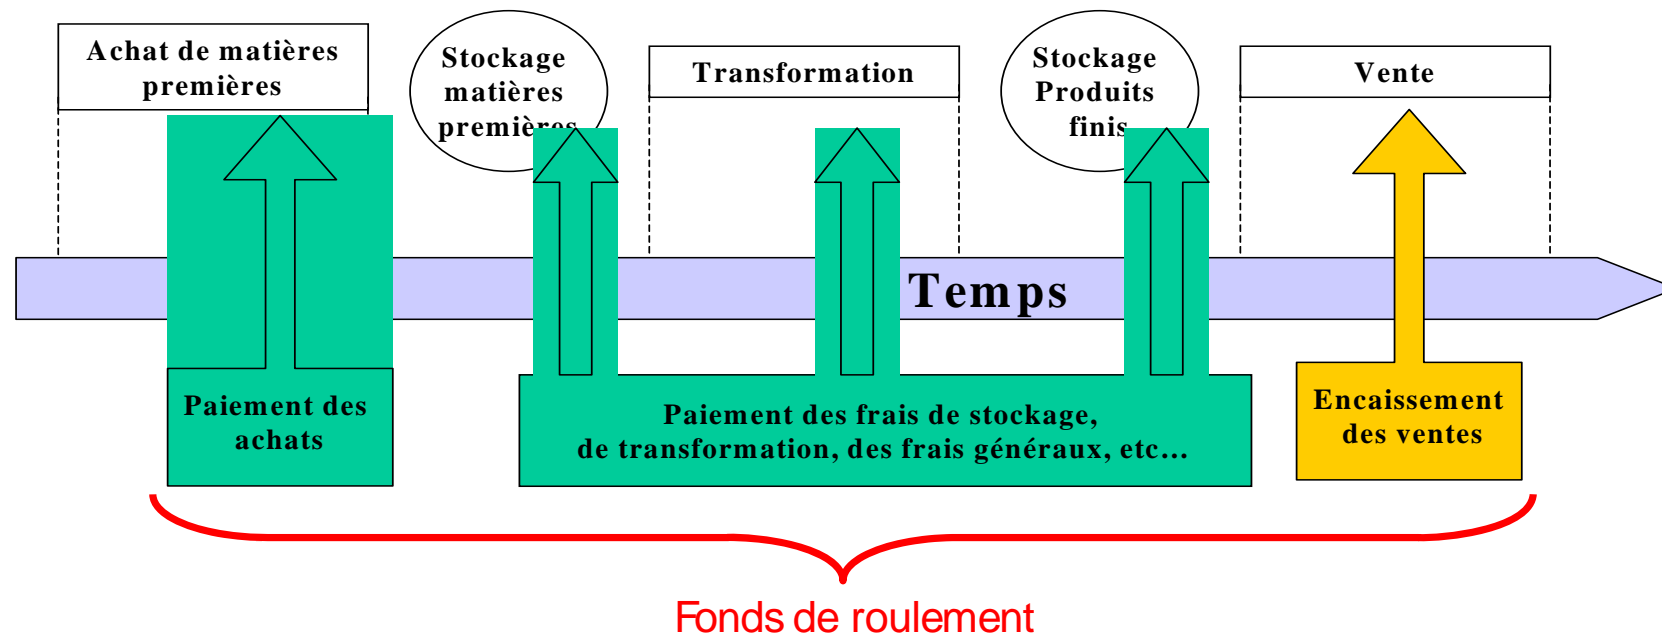 Achat de matières
premières
Stockage
matières
premières
Transformation
Stockage
Produits
finis
Vente
Temps
Paiement des
achats
Paiement des frais de stockage,
de transformation, des frais généraux, etc…
Encaissement
des ventes
Fonds de roulement